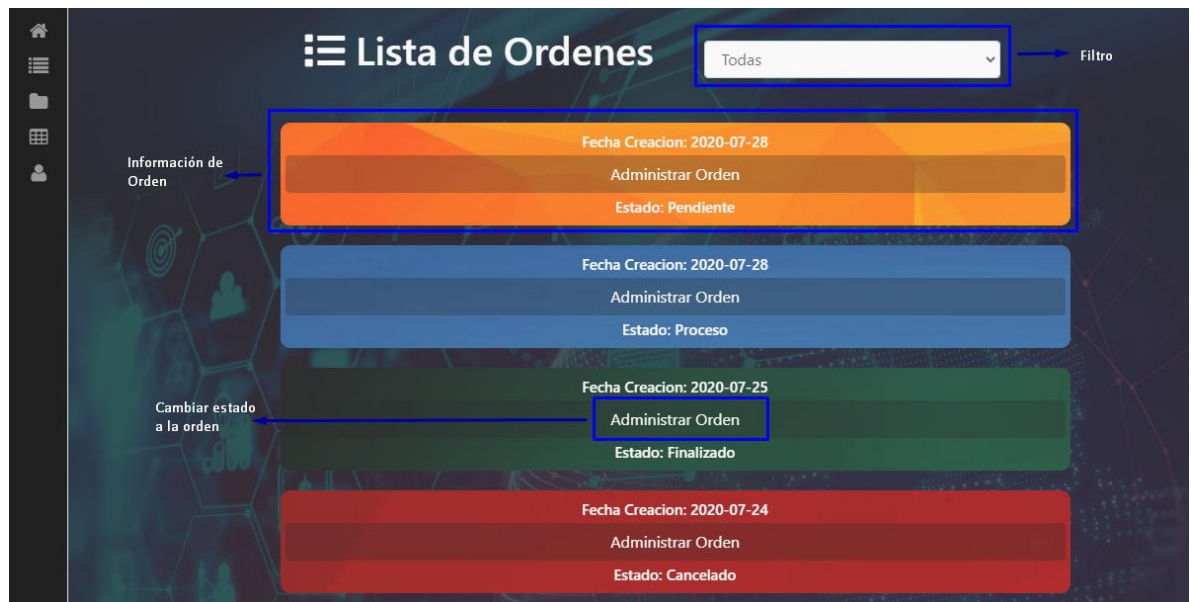 Lista de Ordenes
Todas
Filtro
Fecha Creacion: 2020-07-28
Información de
Orden
Administrar Orden
Estado: Pendiente
Fecha Creacion: 2020-07-28
Administrar Orden
Estado: Proceso
Fecha Creacion: 2020-07-25
Cambiar estado
a la orden
Administrar Orden
Estado: Finalizado
Fecha Creacion: 2020-07-24
Administrar Orden
Estado: Cancelado